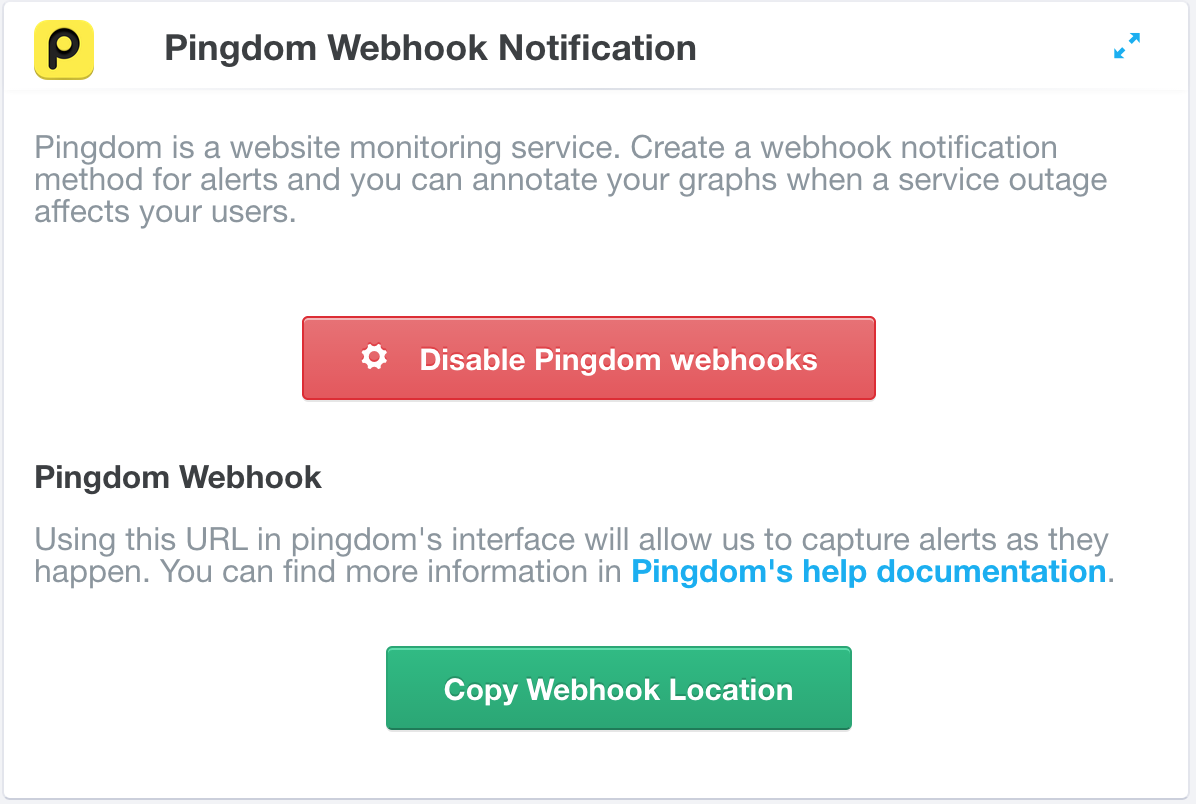 Pingdom Webhook Notification
Pingdom is a website monitoring service. Create a webhook notification
method for alerts and you can annotate your graphs when a service outage
affects your users.
Disable Pingdom webhooks
Pingdom Webhook
Using this URL in pingdom's interface will allow us to capture alerts as they
happen. You can find more information in Pingdom's help documentation.
Copy Webhook Location